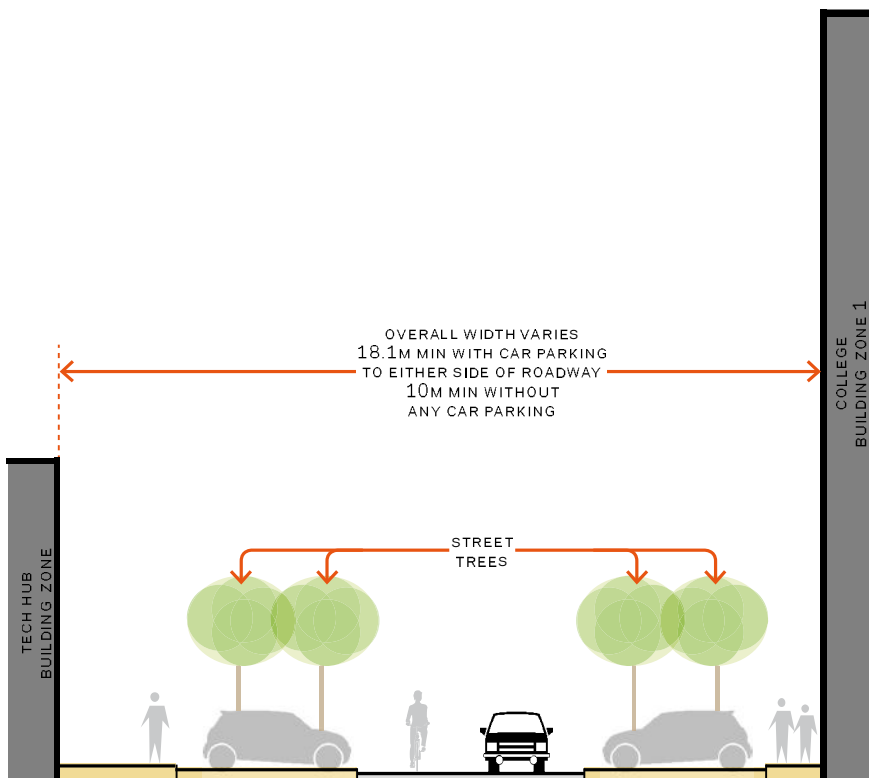 OVERALL WIDTH VARIES
18.1M MIN WITH CAR PARKING
TO EITHER SIDE OF ROADWAY
10M MIN WITHOUT
ANY CAR PARKING
COLLEGE
BUILDING ZONE 1
STREET
TREES
TECH HUB
BUILDING ZONE